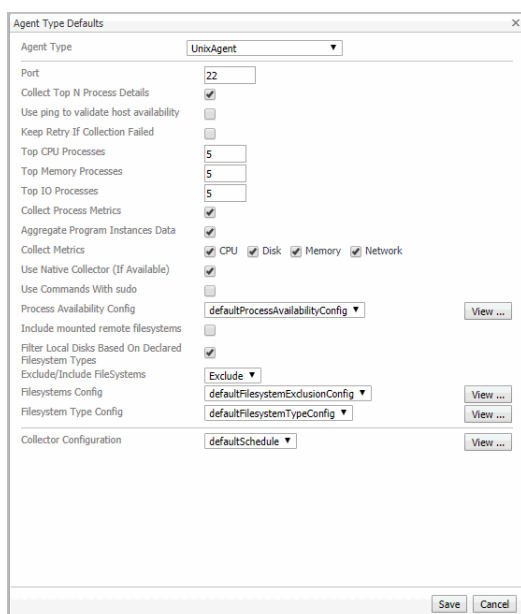 Agent Type Defaults
Agent Type UnixAgent
Port 22
Collect Top N Process Details
Use ping to validate host availability
Keep Retry If Collection Failed
Top CPU Processes 5
Top Memory Processes 5
Top IO Processes 5
Collect Process Metrics
Aggregate Program Instances Data
Collect Metrics CPU Disk Memory Network
Use Native Collector (If Available)
Use Commands With sudo
Process Availability Config defaultProcessAvailabilityConfig View ...
Include mounted remote filesystems
Filter Local Disks Based On Declared
Filesystem Types
Exclude/Include FileSystems Exclude
Filesystems Config defaultFilesystemExclusionConfig View ...
Filesystem Type Config defaultFilesystemTypeConfig View ...
Collector Configuration defaultSchedule View ...
Save Cancel